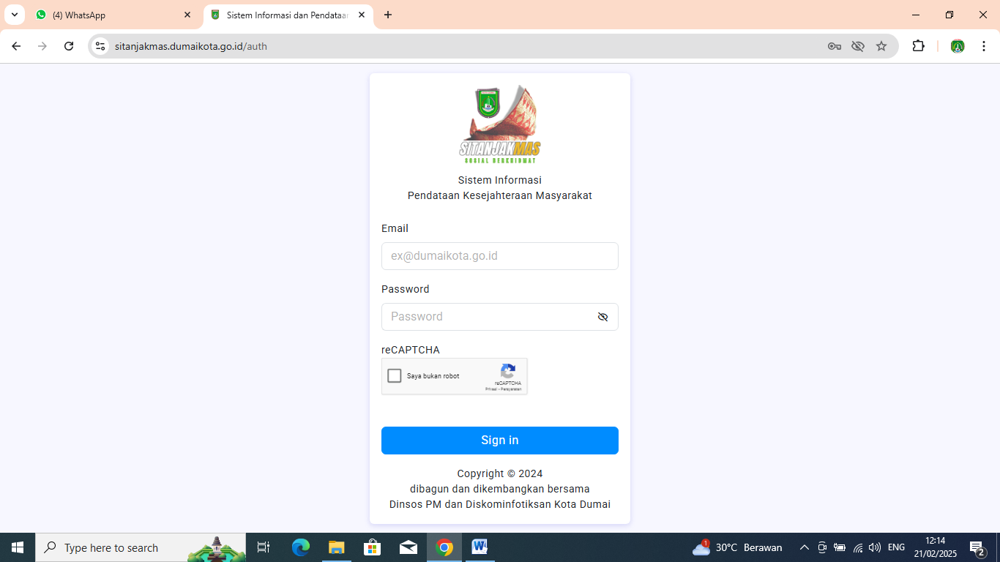 (4) WhatsApp
Sistem Informasi dan Pendataan
sitanjakmas.dumaikota.go.id/auth
SITANJAKMAS
SOSIAL BERKHIDMAT
Sistem Informasi
Pendataan Kesejahteraan Masyarakat
Email
ex@dumaikota.go.id
Password
Password
reCAPTCHA
Saya bukan robot
reCAPTCHA
Privasi - Persyaratan
Sign in
Copyright © 2024
dibagun dan dikembangkan bersama
Dinsos PM dan Diskominfotiksan Kota Dumai
Type here to search
W
1
30°C Berawan
ENG
12:14
21/02/2025
2